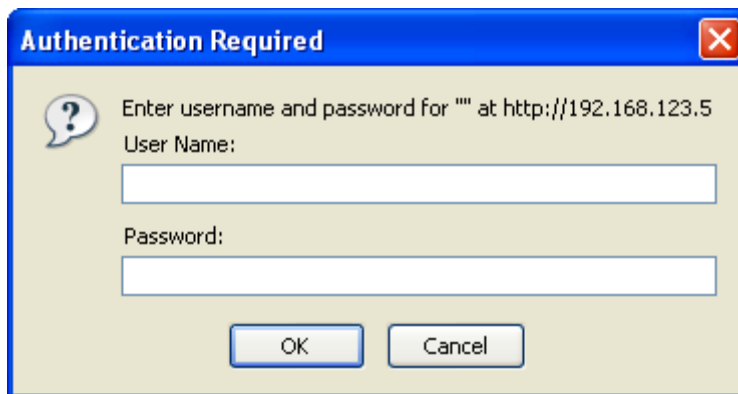 Authentication Required
Enter username and password for "" at http://192.168.123.5
User Name:
Password:
OK Cancel